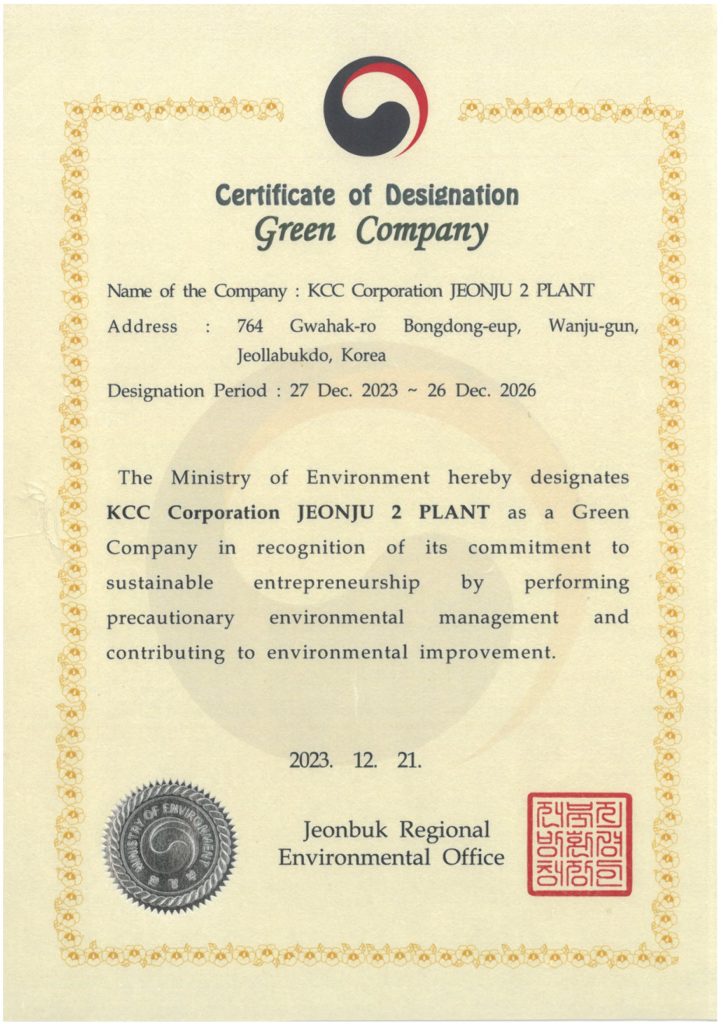 Certificate of Designation
Green Company
Name of the Company : KCC Corporation JEONJU 2 PLANT
Address : 764 Gwahak-ro Bongdong-eup, Wanju-gun,
Jeollabukdo, Korea
Designation Period : 27 Dec. 2023 ~ 26 Dec. 2026
The Ministry of Environment hereby designates
KCC Corporation JEONJU 2 PLANT as a Green
Company in recognition of its commitment to
sustainable entrepreneurship by performing
precautionary environmental management and
contributing to environmental improvement.
2023. 12. 21.
MINISTRY OF ENVIRONMENT
Jeonbuk Regional
Environmental Office